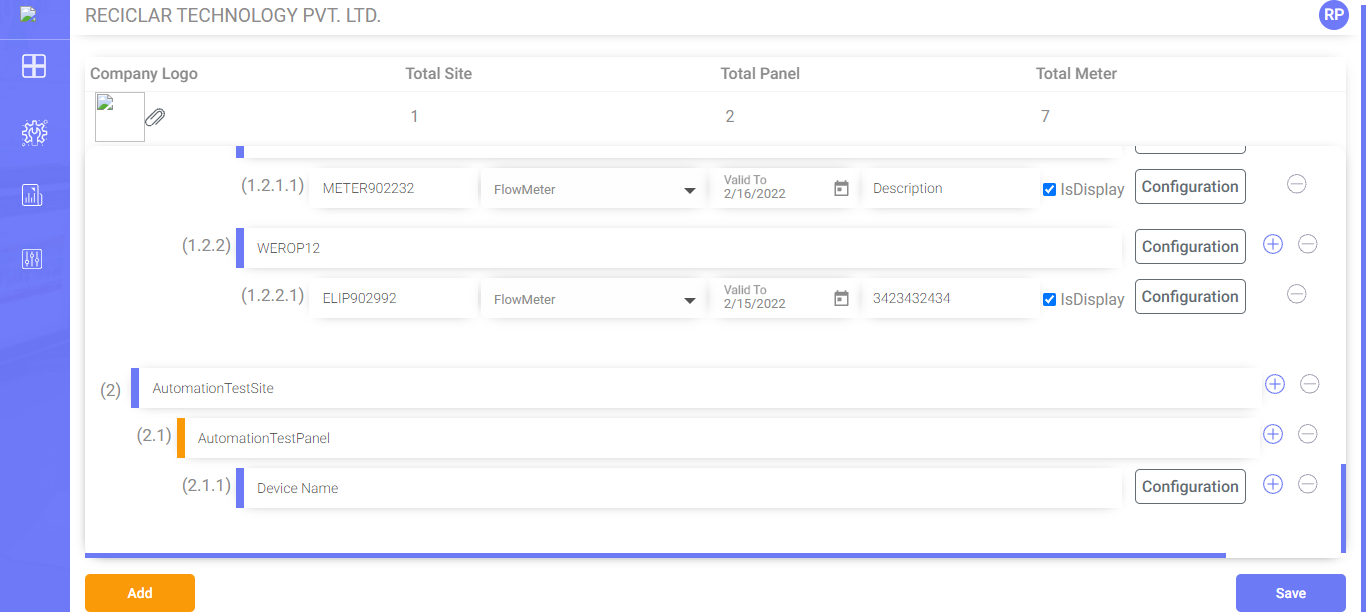 RECICLAR TECHNOLOGY PVT. LTD.
RP
Company Logo Total Site Total Panel Total Meter
1 2 7
(1.2.1.1) METER902232 FlowMeter Valid To 2/16/2022 Description IsDisplay Configuration
(1.2.2) WEROP12 Configuration
(1.2.2.1) ELIP902992 FlowMeter Valid To 2/15/2022 3423432434 IsDisplay Configuration
(2) AutomationTestSite
(2.1) AutomationTestPanel
(2.1.1) Device Name Configuration
Add Save